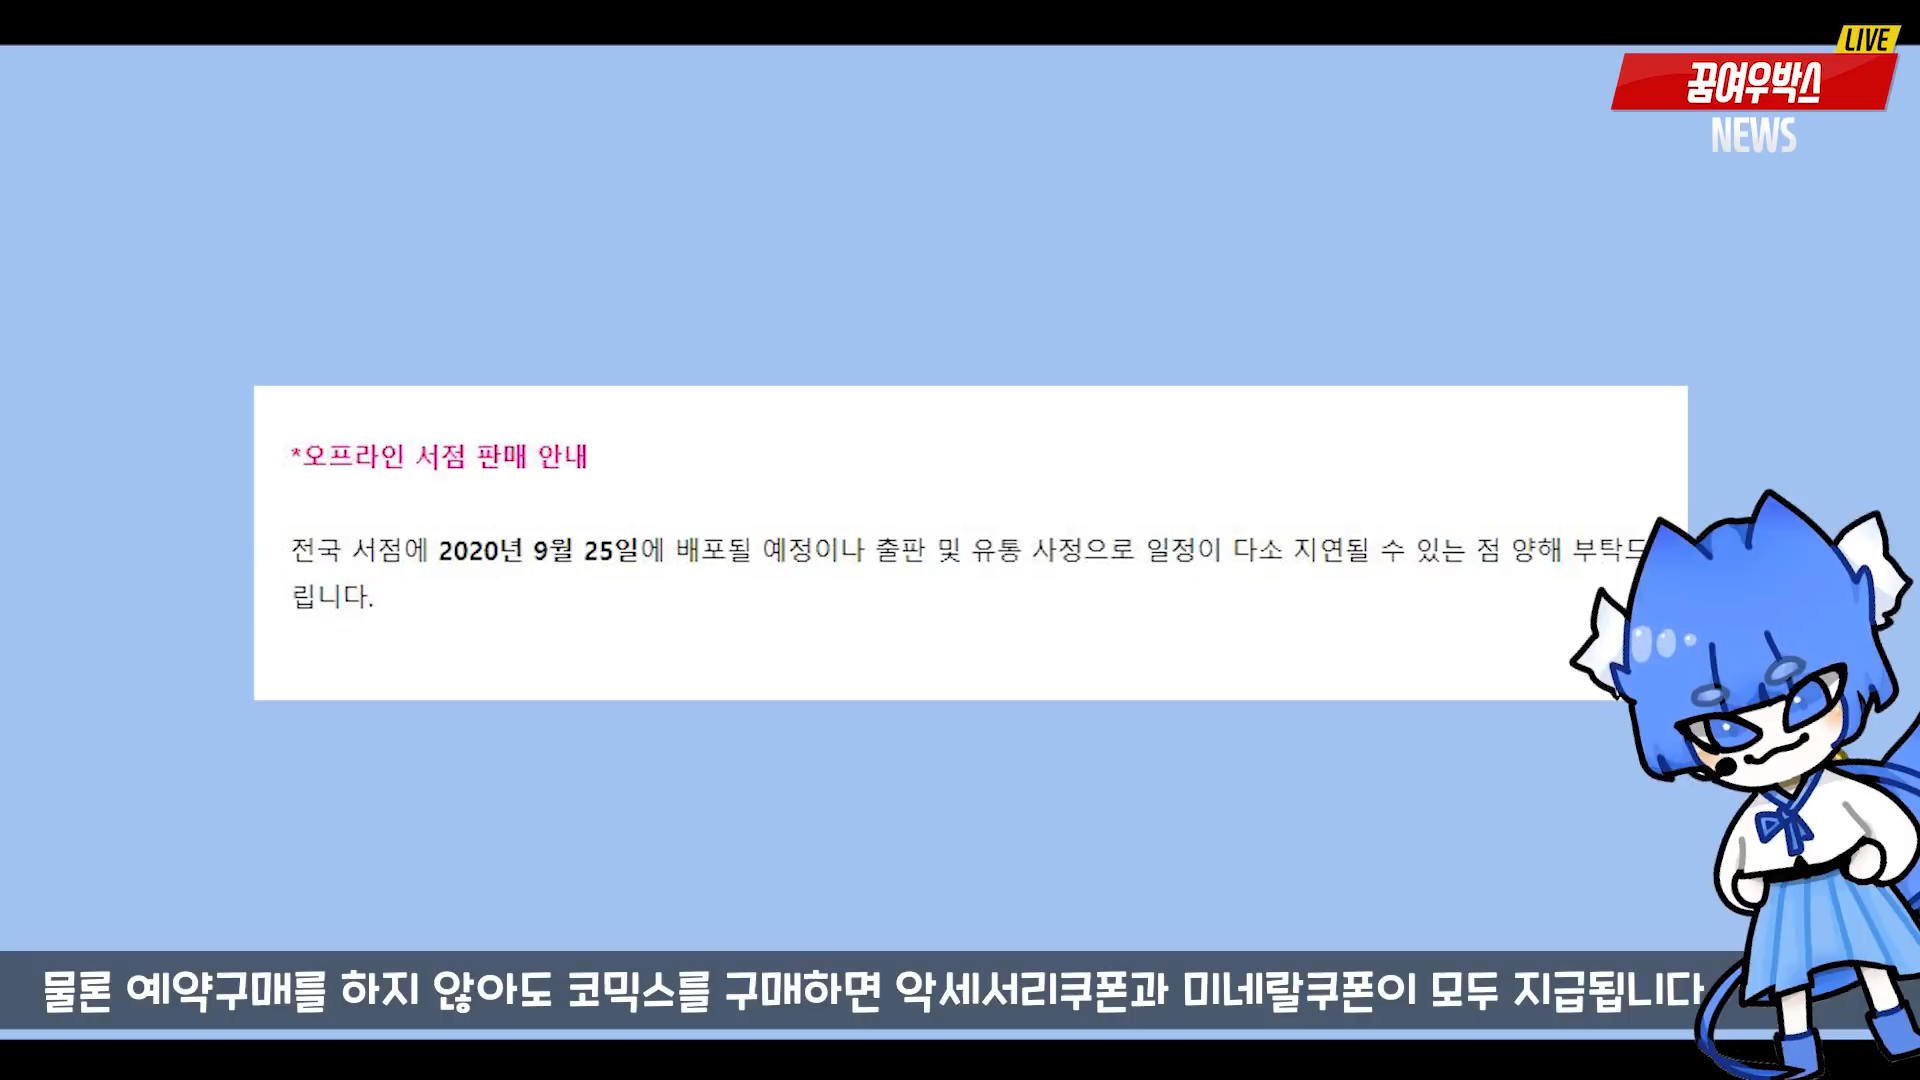 LIVE
꿈여우박스
NEWS
*오프라인 서점 판매 안내
전국 서점에 2020년 9월 25일에 배포될 예정이나 출판 및 유통 사정으로 일정이 다소 지연될 수 있는 점 양해 부탁드
립니다.
물론 예약구매를 하지 않아도 코믹스를 구매하면 악세서리쿠폰과 미네랄쿠폰이 모두 지급됩니다